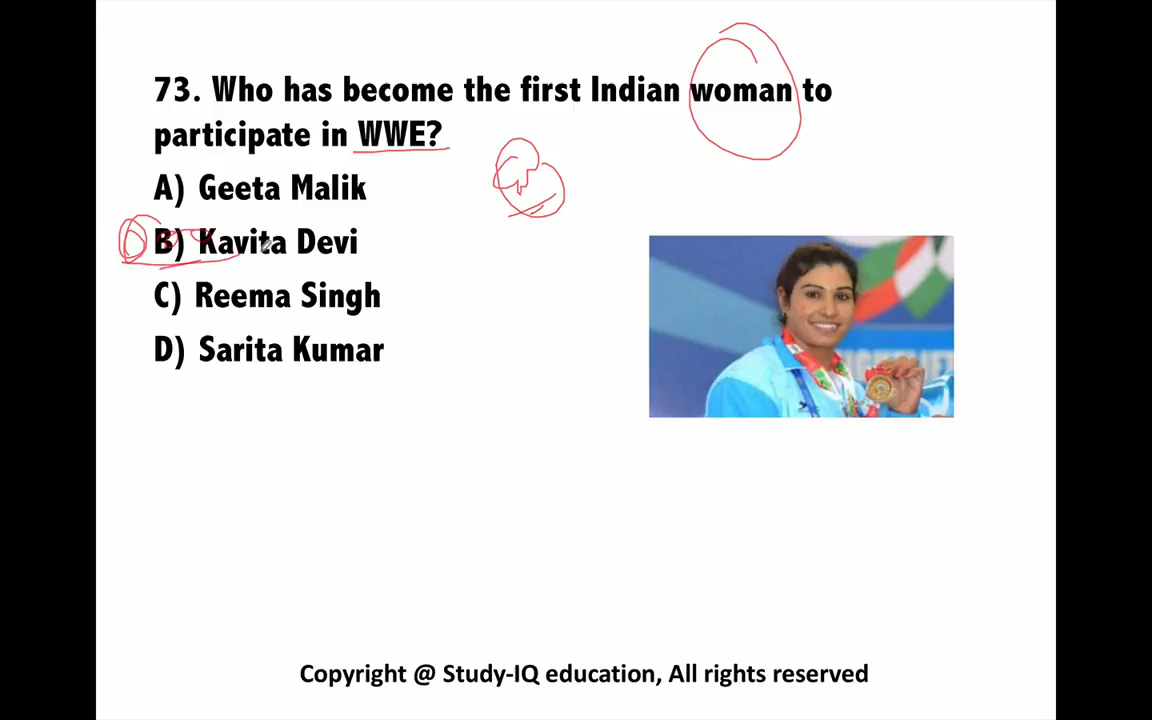 73. Who has become the first Indian woman to
participate in WWE?
A) Geeta Malik
B) Kavita Devi
C) Reema Singh
D) Sarita Kumar
Copyright @ Study-IQ education, All rights reserved